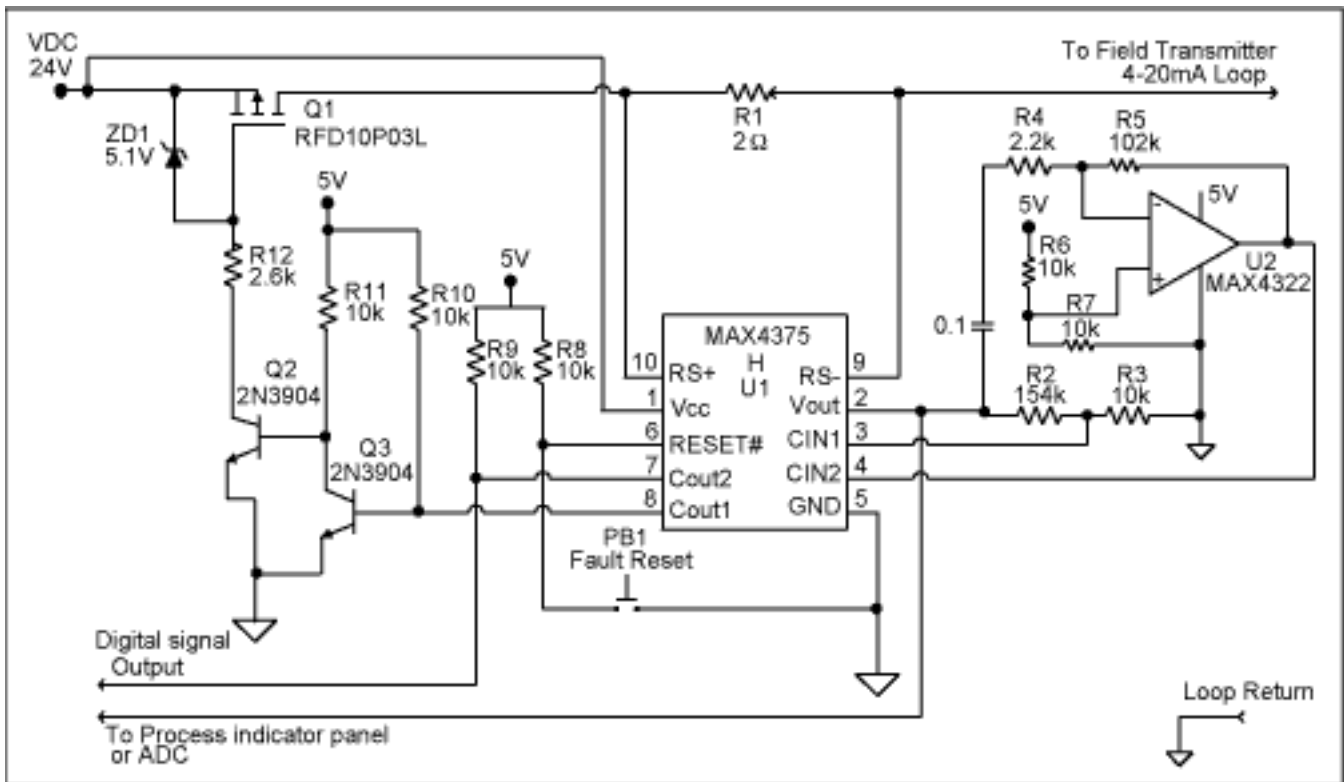 VDC
24V
To Field Transmitter
4-20mA Loop
Q1
RFD10P03L
R1
2Ω
R4
2.2k
R5
102k
ZD1
5.1V
5V
5V
5V
R6
10k
-
+
U2
MAX4322
R12
2.6k
5V
R11
10k
R10
10k
R7
10k
0.1
MAX4375
H
U1
R9
10k
R8
10k
10
RS+
RS-
9
R2
154k
R3
10k
Q2
2N3904
1
Vcc
Vout
2
6
RESET#
CIN1
3
Q3
2N3904
7
Cout2
CIN2
4
8
Cout1
GND
5
PB1
Fault Reset
Digital signal
Output
Loop Return
To Process indicator panel
or ADC